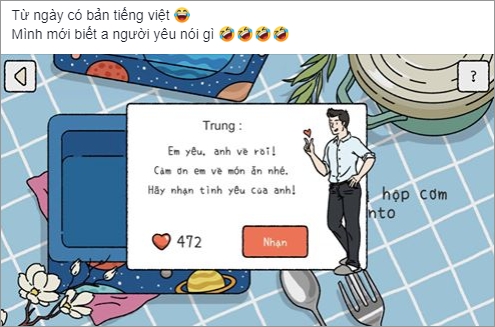 Từ ngày có bản tiếng việt 😂
Mình mới biết a người yêu nói gì 🤣🤣🤣🤣
?
Trung :
Em yêu, anh về rồi!
Cảm ơn em về món ăn nhé.
Hãy nhận tình yêu của anh!
hộp cơm
nto
472
Nhận